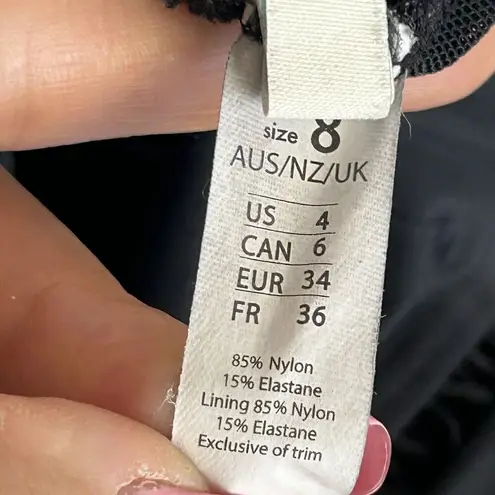 size 8
AUS/NZ/UK
US 4
CAN 6
EUR 34
FR 36
85% Nylon
15% Elastane
Lining 85% Nylon
15% Elastane
Exclusive of trim